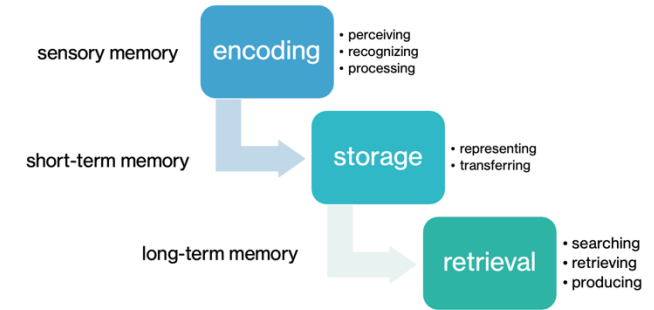 sensory memory
encoding
• perceiving
• recognizing
• processing
short-term memory
storage
• representing
• transferring
long-term memory
retrieval
• searching
• retrieving
• producing